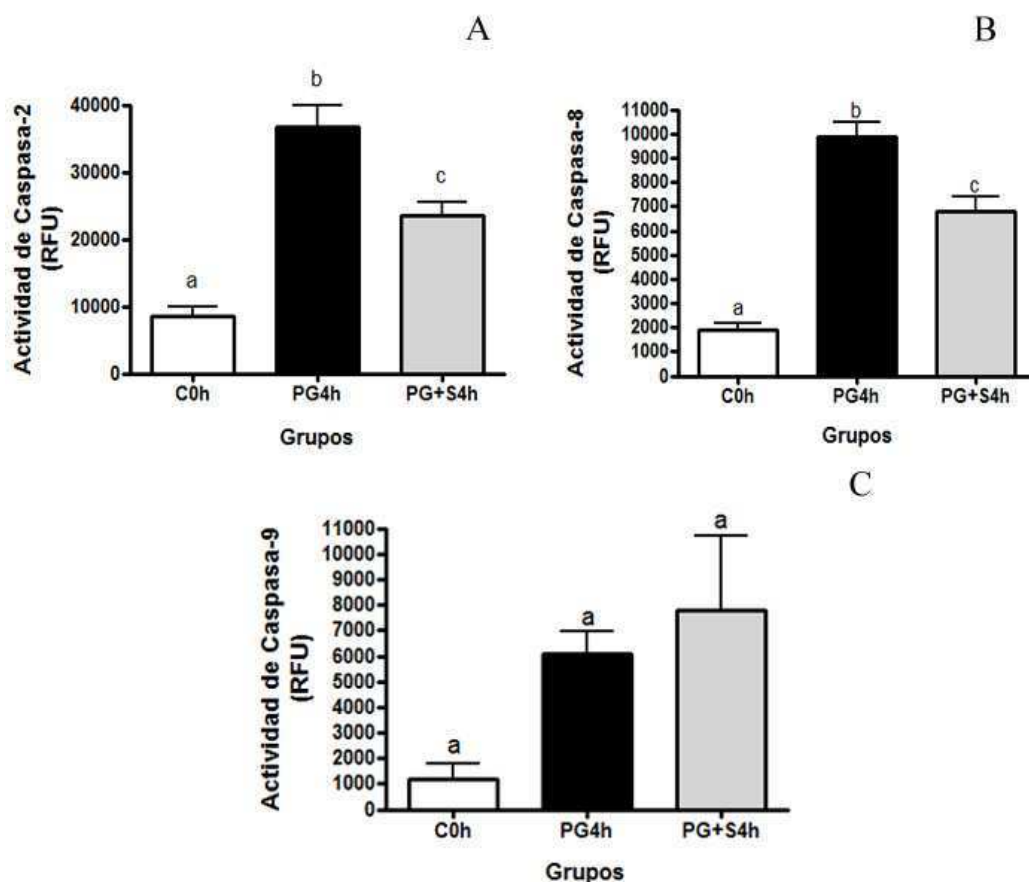 A
Actividad de Caspasa-2
(RFU)
40000
30000
20000
10000
0
a
b
c
C0h
PG4h
PG+S4h
Grupos
B
Actividad de Caspasa-8
(RFU)
11000
10000
9000
8000
7000
6000
5000
4000
3000
2000
1000
0
a
b
c
C0h
PG4h
PG+S4h
Grupos
C
Actividad de Caspasa-9
(RFU)
11000
10000
9000
8000
7000
6000
5000
4000
3000
2000
1000
0
a
a
a
C0h
PG4h
PG+S4h
Grupos